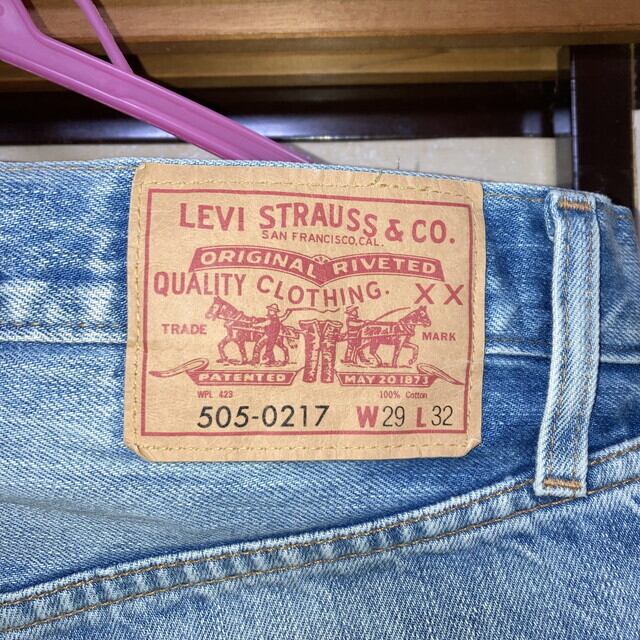 LEVI STRAUSS & CO.
SAN FRANCISCO, CAL.
ORIGINAL RIVETED
QUALITY CLOTHING. XX
TRADE MARK
PATENTED MAY 20 1873
WPL 423 100% Cotton
505-0217 W29 L32